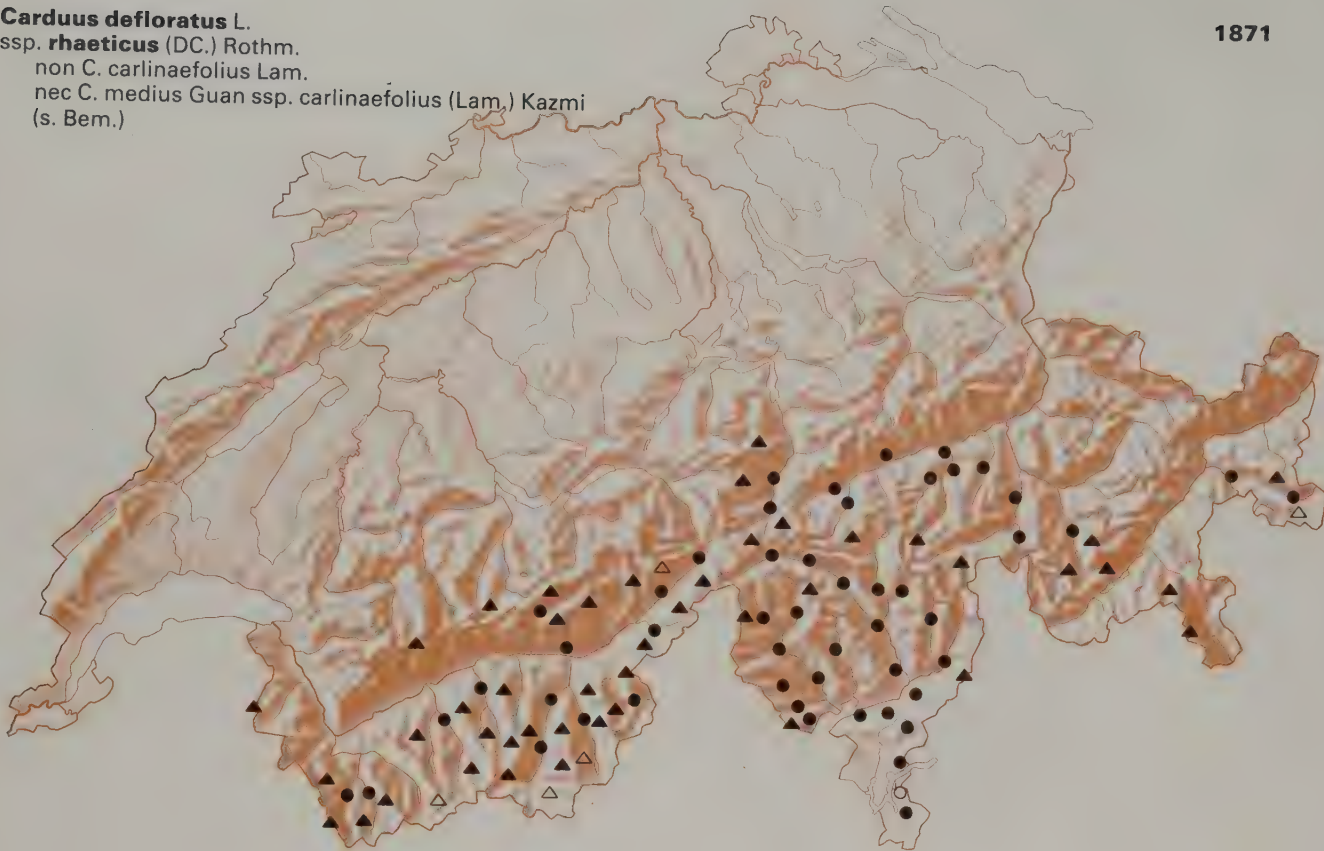 Carduus defloratus L.
ssp. rhaeticus (DC.) Rothm.
non C. carlinaefolius Lam.
nec C. medius Guan ssp. carlinaefolius (Lam.) Kazmi
(s. Bem.)
1871